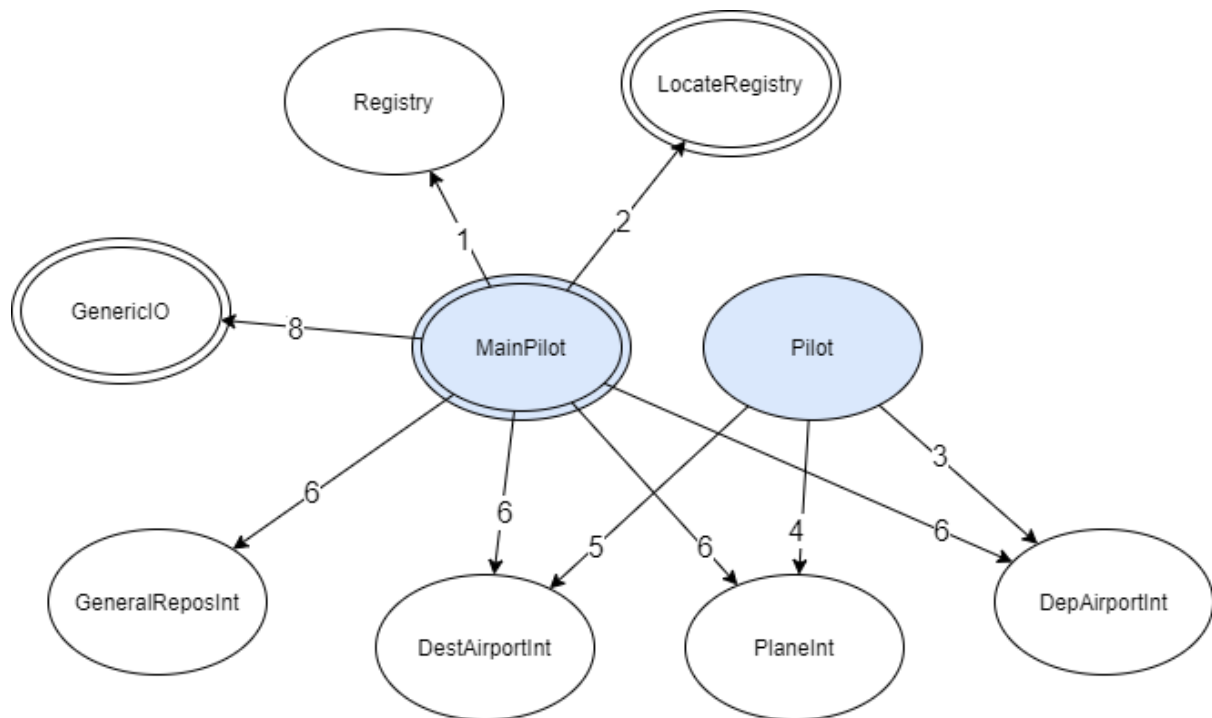 LocateRegistry
Registry
2
1
GenericIO
8
MainPilot
Pilot
3
6
6
5
6
4
6
GeneralReposInt
DestAirportInt
PlaneInt
DepAirportInt